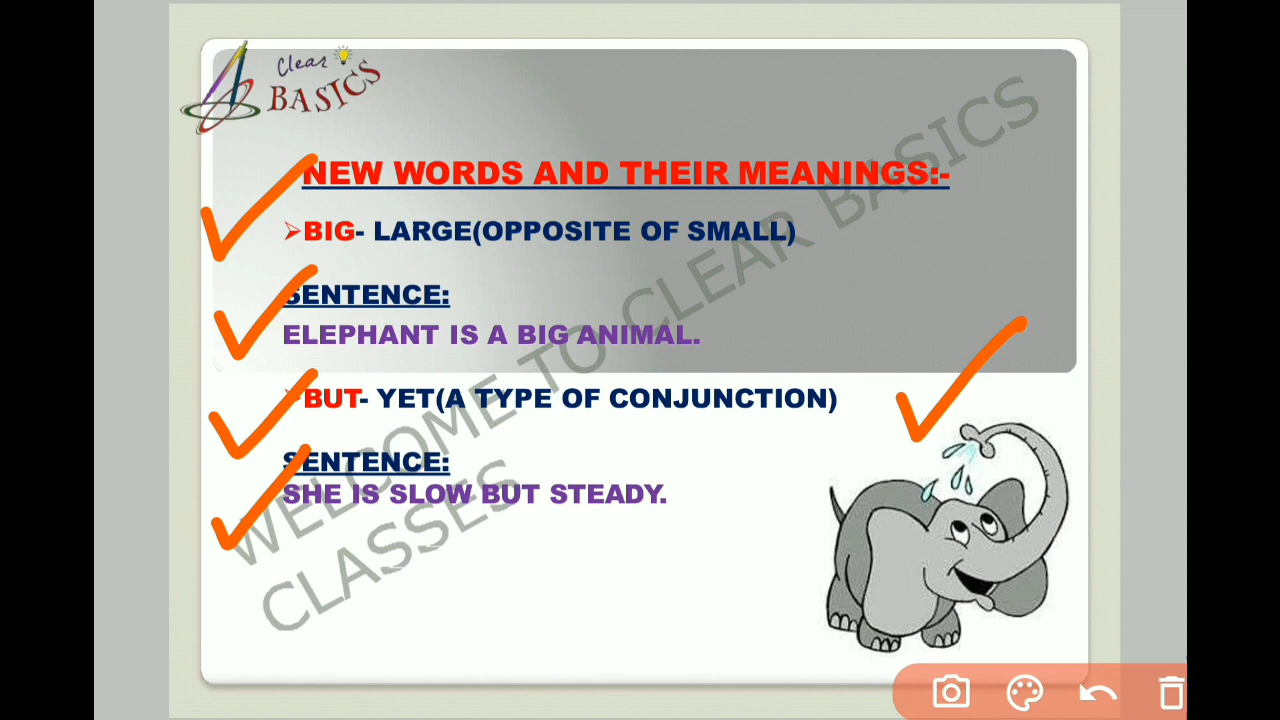 Clear
BASICS
NEW WORDS AND THEIR MEANINGS:-
BIG- LARGE(OPPOSITE OF SMALL)
SENTENCE:
ELEPHANT IS A BIG ANIMAL.
BUT- YET(A TYPE OF CONJUNCTION)
SENTENCE:
SHE IS SLOW BUT STEADY.
WELCOME TO CLEAR BASICS
CLASSES